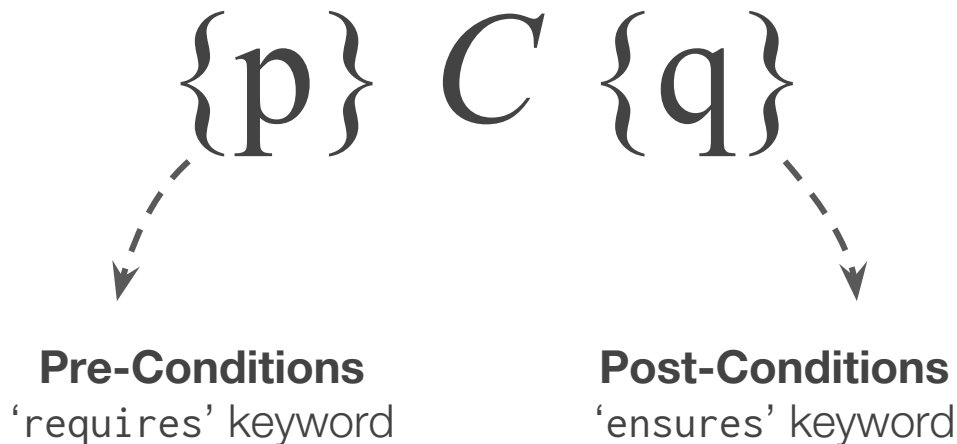 {p} C {q}
Pre-Conditions
‘requires’ keyword
Post-Conditions
‘ensures’ keyword